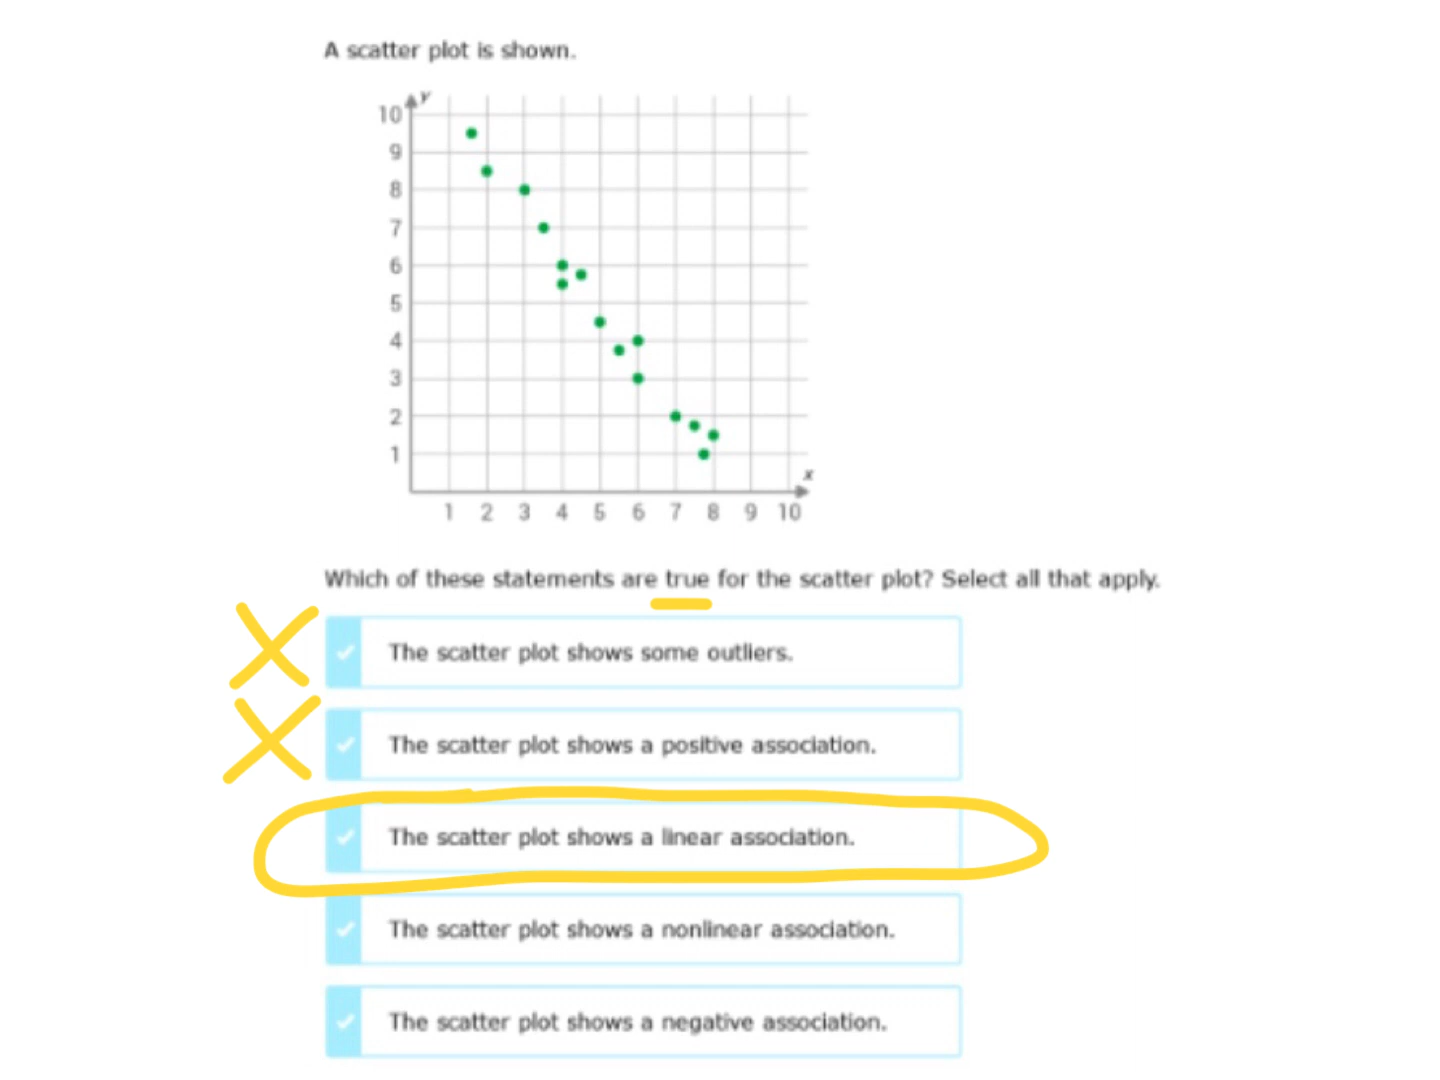 A scatter plot is shown.
y
10
9
8
7
6
5
4
3
2
1
x
1 2 3 4 5 6 7 8 9 10
Which of these statements are true for the scatter plot? Select all that apply.
The scatter plot shows some outliers.
The scatter plot shows a positive association.
The scatter plot shows a linear association.
The scatter plot shows a nonlinear association.
The scatter plot shows a negative association.